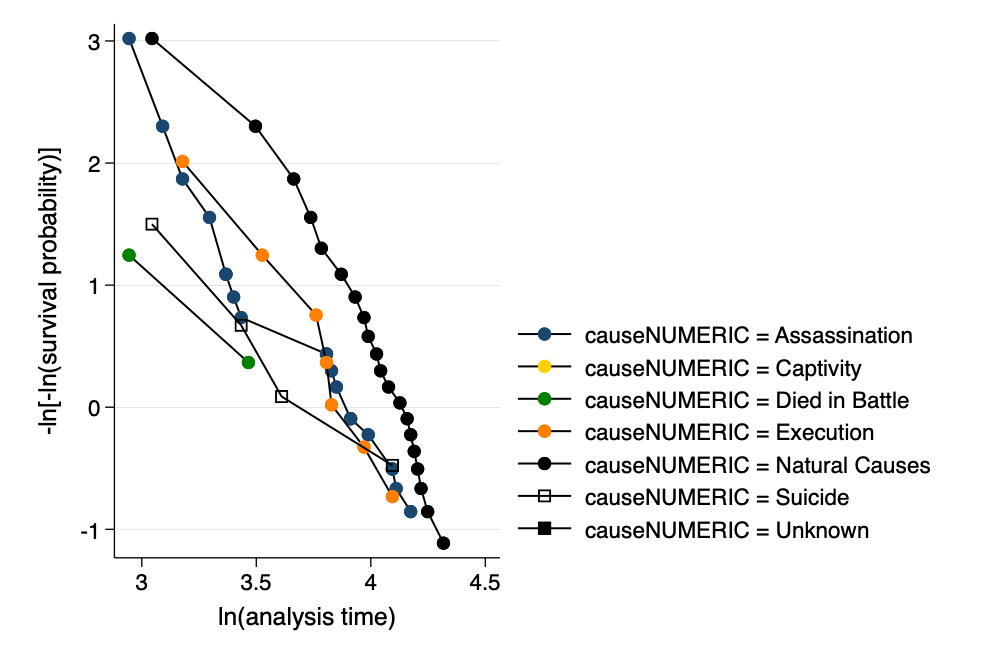 -ln[-ln(survival probability)]
3
2
1
0
-1
3
3.5
4
4.5
ln(analysis time)
causeNUMERIC = Assassination
causeNUMERIC = Captivity
causeNUMERIC = Died in Battle
causeNUMERIC = Execution
causeNUMERIC = Natural Causes
causeNUMERIC = Suicide
causeNUMERIC = Unknown